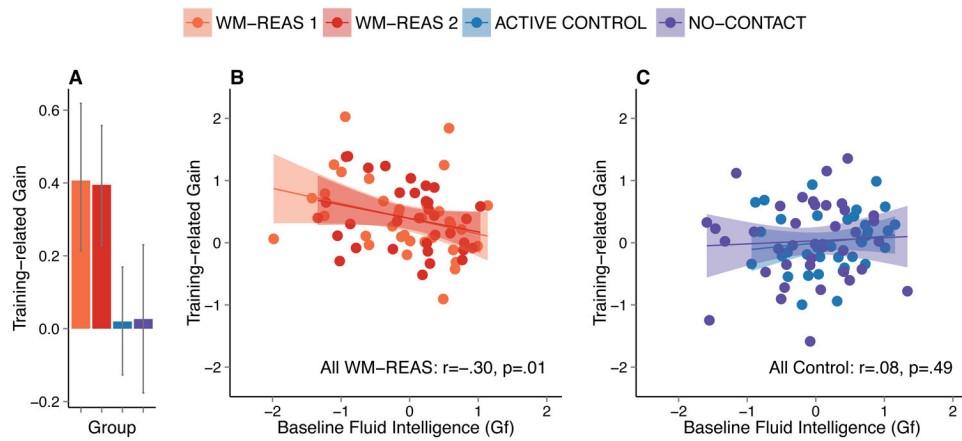 WM−REAS 1 WM−REAS 2 ACTIVE CONTROL NO−CONTACT
A
Training−related Gain
0.6
0.4
0.2
0.0
−0.2
Group
B
Training−related Gain
2
1
0
−1
−2
All WM−REAS: r=−.30, p=.01
−2 −1 0 1 2
Baseline Fluid Intelligence (Gf)
C
Training−related Gain
2
1
0
−1
−2
All Control: r=.08, p=.49
−2 −1 0 1 2
Baseline Fluid Intelligence (Gf)